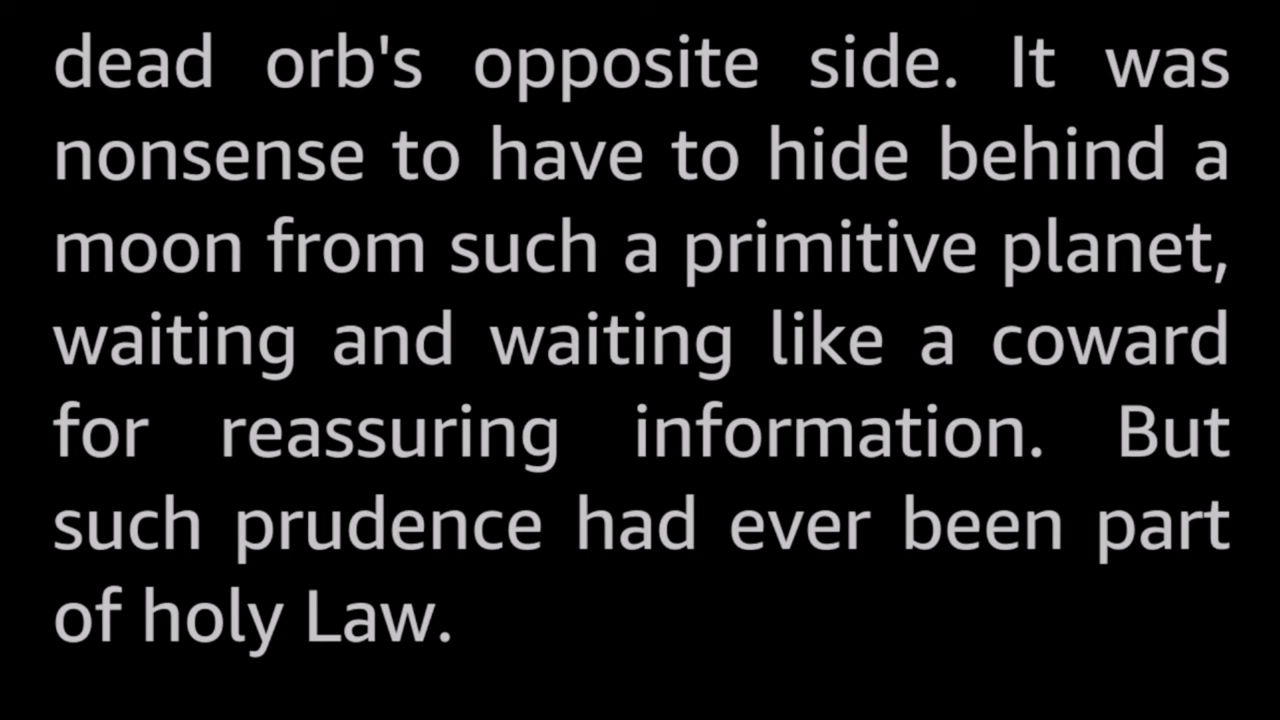 dead orb's opposite side. It was
nonsense to have to hide behind a
moon from such a primitive planet,
waiting and waiting like a coward
for reassuring information. But
such prudence had ever been part
of holy Law.